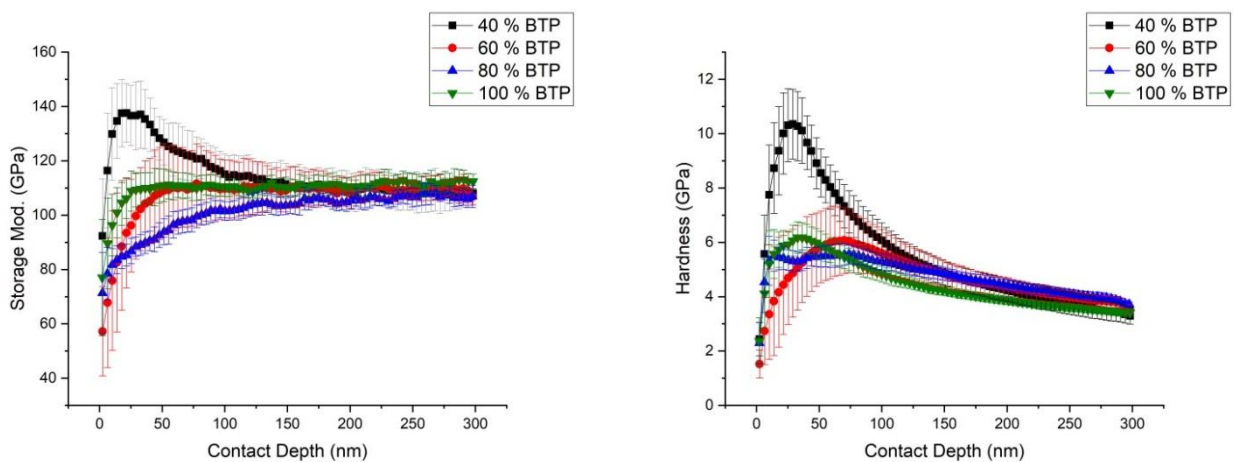 40 % BTP
60 % BTP
80 % BTP
100 % BTP
160
140
120
100
80
60
40
Storage Mod. (GPa)
0
50
100
150
200
250
300
Contact Depth (nm)
40 % BTP
60 % BTP
80 % BTP
100 % BTP
12
10
8
6
4
2
0
Hardness (GPa)
0
50
100
150
200
250
300
Contact Depth (nm)